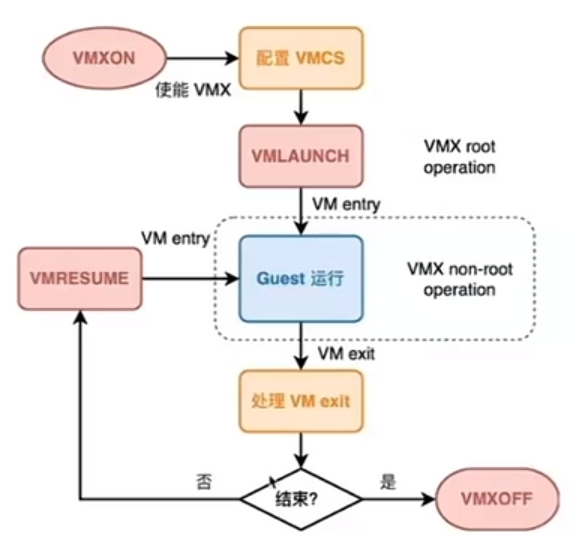 VMXON
配置 VMCS
使能 VMX
VMLAUNCH
VMX root
operation
VM entry
VM entry
VMRESUME
Guest 运行
VMX non-root
operation
VM exit
处理 VM exit
否
结束?
是
VMXOFF